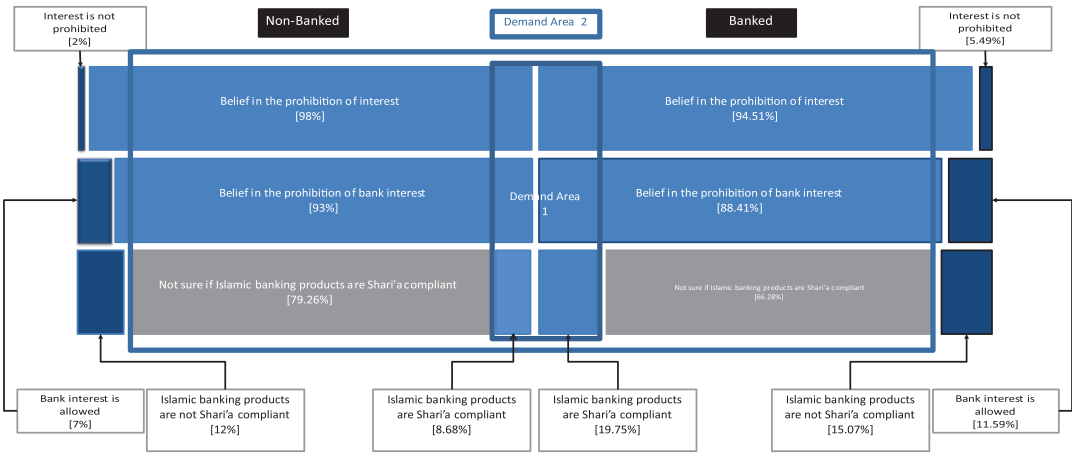 Interest is not
prohibited
[2%]
Non-Banked
Demand Area 2
Banked
Interest is not
prohibited
[5.49%]
Belief in the prohibition of interest
[98%]
Belief in the prohibition of interest
[94.51%]
Belief in the prohibition of bank interest
[93%]
Demand Area
1
Belief in the prohibition of bank interest
[88.41%]
Not sure if Islamic banking products are Shari'a compliant
[79.26%]
Not sure if Islamic banking products are Shari'a compliant
[66.28%]
Bank interest is
allowed
[7%]
Islamic banking products
are not Shari'a compliant
[12%]
Islamic banking products
are Shari'a compliant
[8.68%]
Islamic banking products
are Shari'a compliant
[19.75%]
Islamic banking products
are not Shari'a compliant
[15.07%]
Bank interest is
allowed
[11.59%]